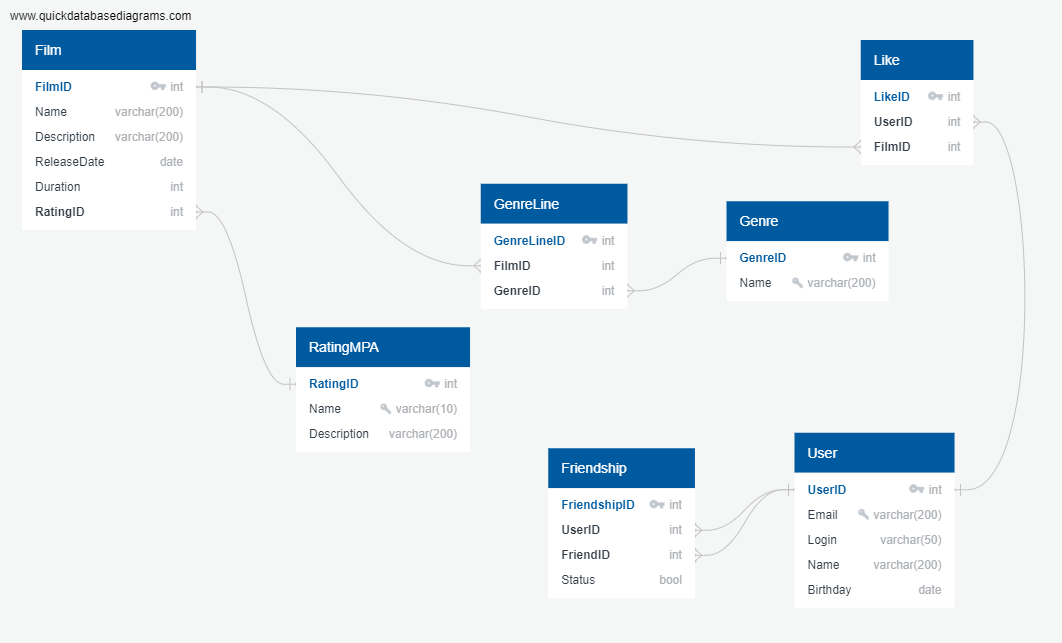 www.quickdatabasediagrams.com
Film
FilmID int
Name varchar(200)
Description varchar(200)
ReleaseDate date
Duration int
RatingID int
Like
LikeID int
UserID int
FilmID int
GenreLine
GenreLineID int
FilmID int
GenreID int
Genre
GenreID int
Name varchar(200)
RatingMPA
RatingID int
Name varchar(10)
Description varchar(200)
Friendship
FriendshipID int
UserID int
FriendID int
Status bool
User
UserID int
Email varchar(200)
Login varchar(50)
Name varchar(200)
Birthday date